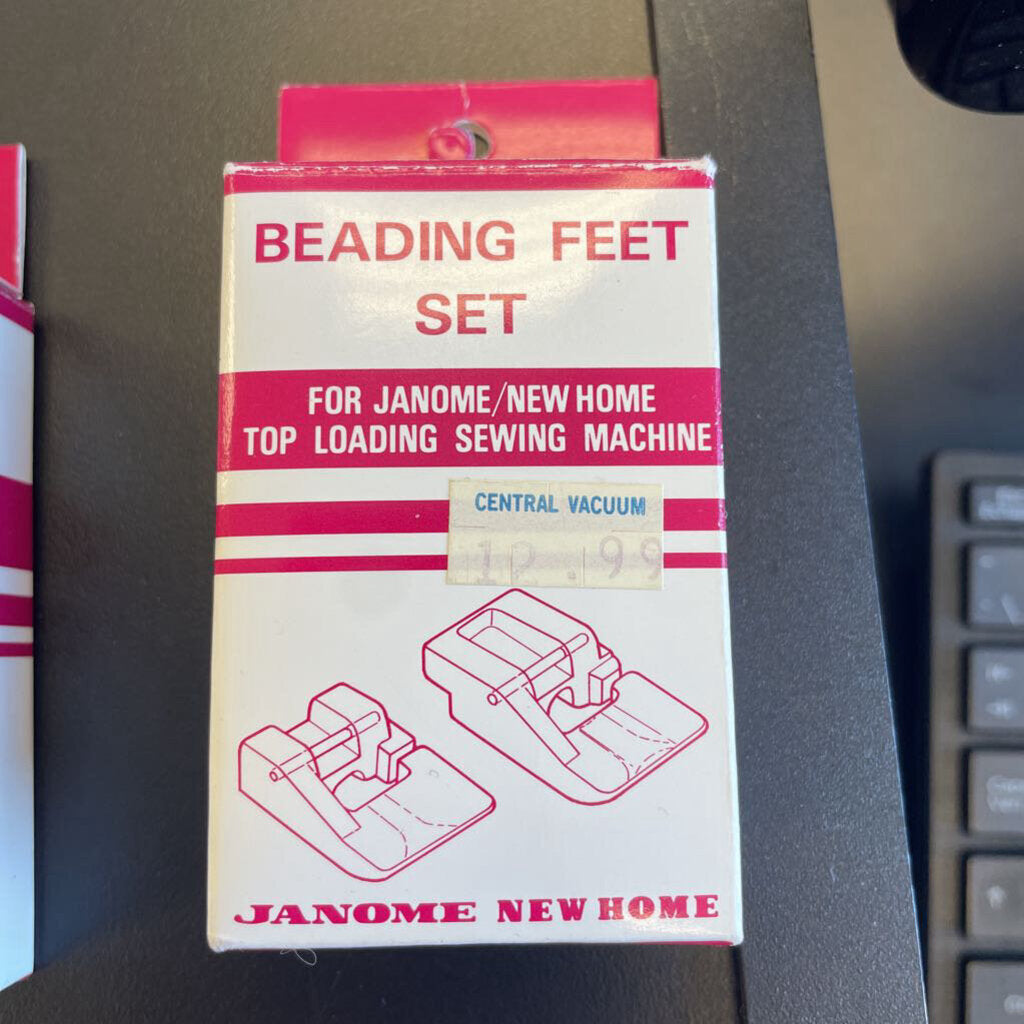 BEADING FEET
SET
FOR JANOME/NEW HOME
TOP LOADING SEWING MACHINE
CENTRAL VACUUM
12.99
JANOME NEW HOME